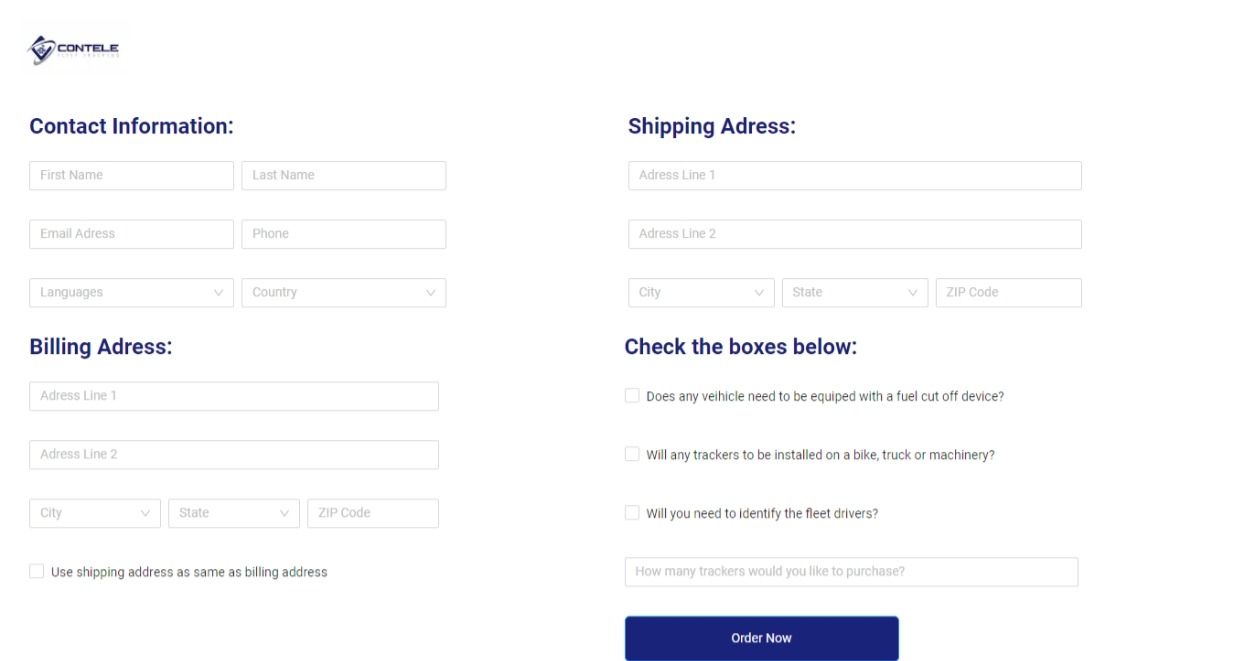 CONTELE
Contact Information:
First Name
Last Name
Email Adress
Phone
Languages
Country
Shipping Adress:
Adress Line 1
Adress Line 2
City
State
ZIP Code
Billing Adress:
Adress Line 1
Adress Line 2
City
State
ZIP Code
Use shipping address as same as billing address
Check the boxes below:
Does any veihicle need to be equiped with a fuel cut off device?
Will any trackers to be installed on a bike, truck or machinery?
Will you need to identify the fleet drivers?
How many trackers would you like to purchase?
Order Now